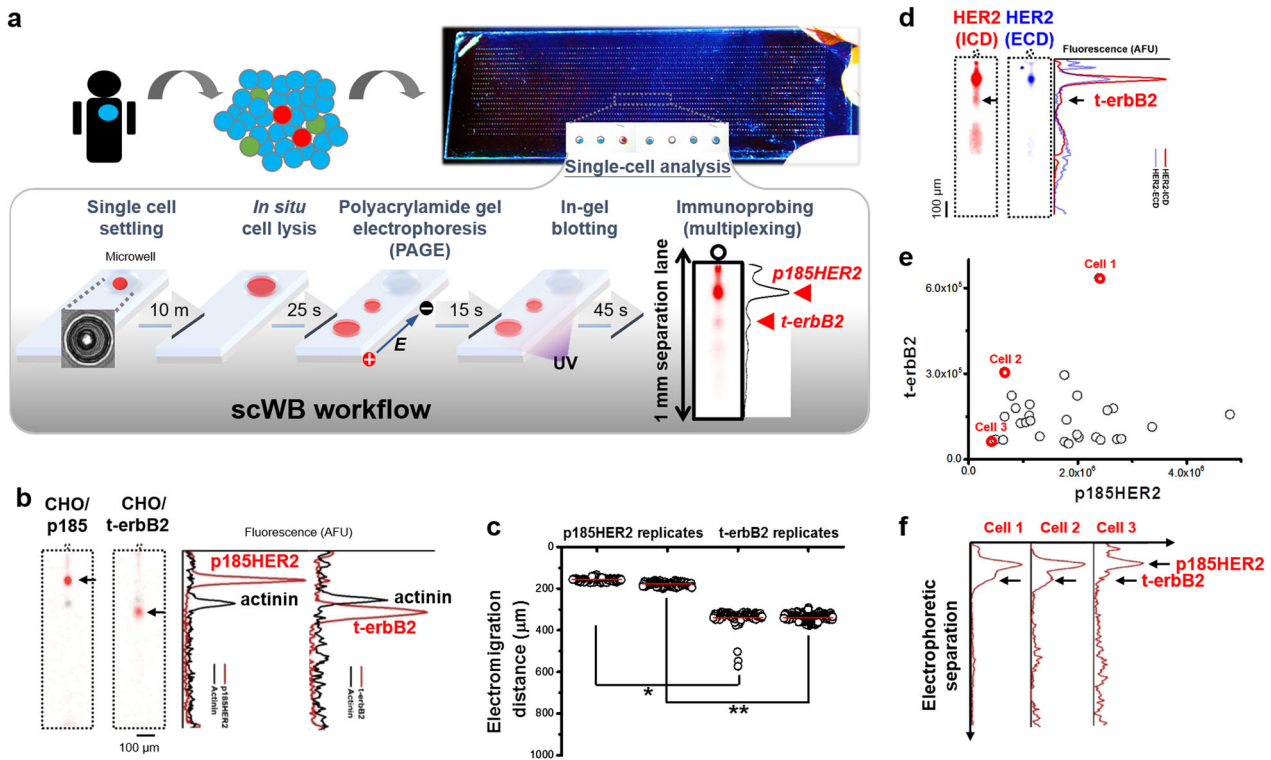 a
Single-cell analysis
Single cell
settling
In situ
cell lysis
Polyacrylamide gel
electrophoresis
(PAGE)
In-gel
blotting
Immunoprobing
(multiplexing)
Microwell
10 m
25 s
15 s
45 s
E
UV
1 mm separation lane
p185HER2
t-erbB2
scWB workflow
b
CHO/
p185
CHO/
t-erbB2
100 µm
Fluorescence (AFU)
p185HER2
actinin
actinin
t-erbB2
p185HER2
Actinin
t-erbB2
Actinin
c
p185HER2 replicates
t-erbB2 replicates
Electromigration
distance (µm)
0
200
400
600
800
1000
*
**
d
HER2
(ICD)
HER2
(ECD)
Fluorescence (AFU)
t-erbB2
100 µm
HER2-ICD
HER2-ECD
e
t-erbB2
6.0x10⁵
3.0x10⁵
0.0
Cell 1
Cell 2
Cell 3
0.0
2.0x10⁶
4.0x10⁶
p185HER2
f
Cell 1
Cell 2
Cell 3
p185HER2
t-erbB2
Electrophoretic
separation